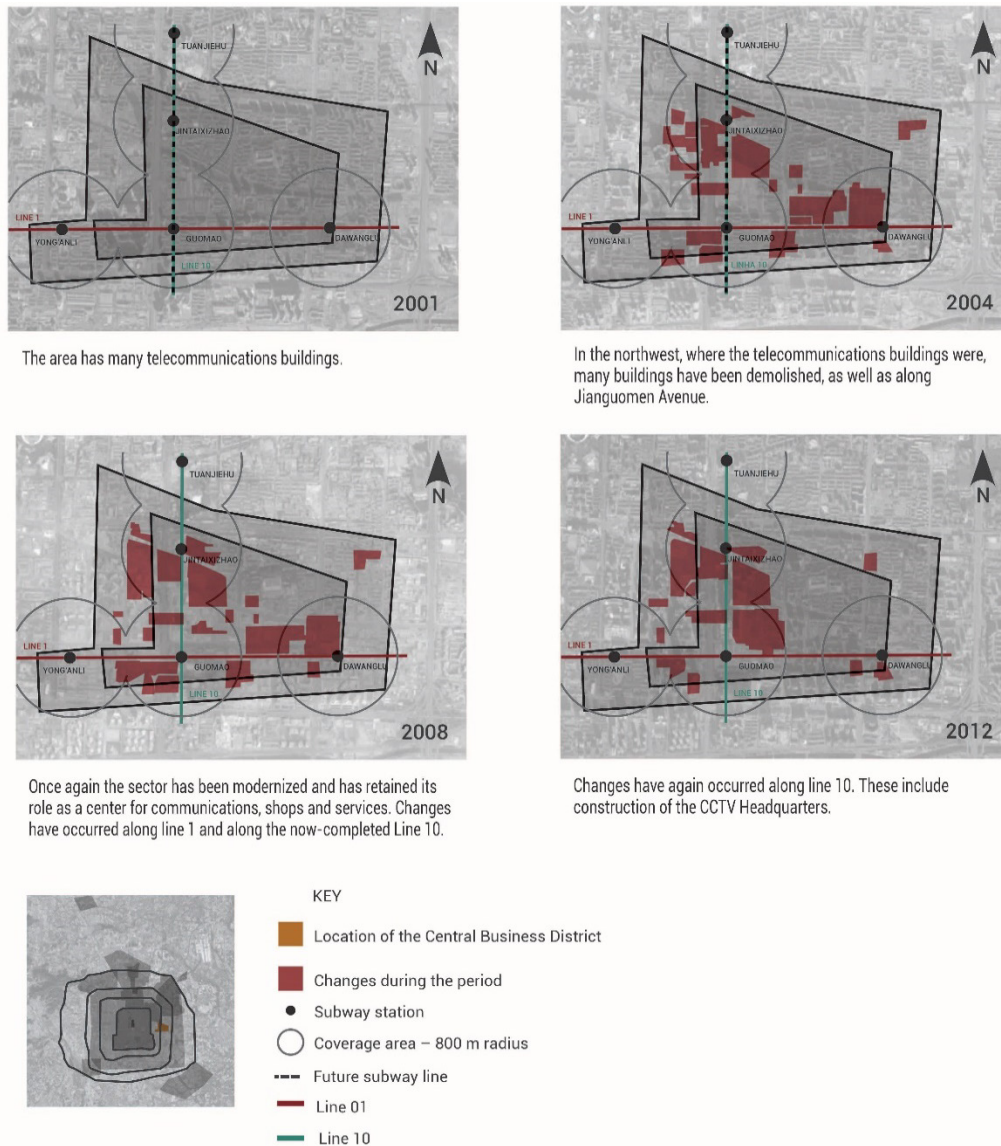 TUANJIEHU
N
JINTAIXIZHAO
LINE 1
YONG'ANLI
GUOMAO
DAWANGLU
LINE 10
2001
The area has many telecommunications buildings.
TUANJIEHU
N
JINTAIXIZHAO
LINE 1
YONG'ANLI
GUOMAO
DAWANGLU
LINHA 10
2004
In the northwest, where the telecommunications buildings were,
many buildings have been demolished, as well as along
Jianguomen Avenue.
TUANJIEHU
N
JINTAIXIZHAO
LINE 1
YONG'ANLI
GUOMAO
DAWANGLU
LINE 10
2008
Once again the sector has been modernized and has retained its
role as a center for communications, shops and services. Changes
have occurred along line 1 and along the now-completed Line 10.
TUANJIEHU
N
JINTAIXIZHAO
LINE 1
YONG'ANLI
GUOMAO
DAWANGLU
LINE 10
2012
Changes have again occurred along line 10. These include
construction of the CCTV Headquarters.
KEY
Location of the Central Business District
Changes during the period
Subway station
Coverage area – 800 m radius
Future subway line
Line 01
Line 10